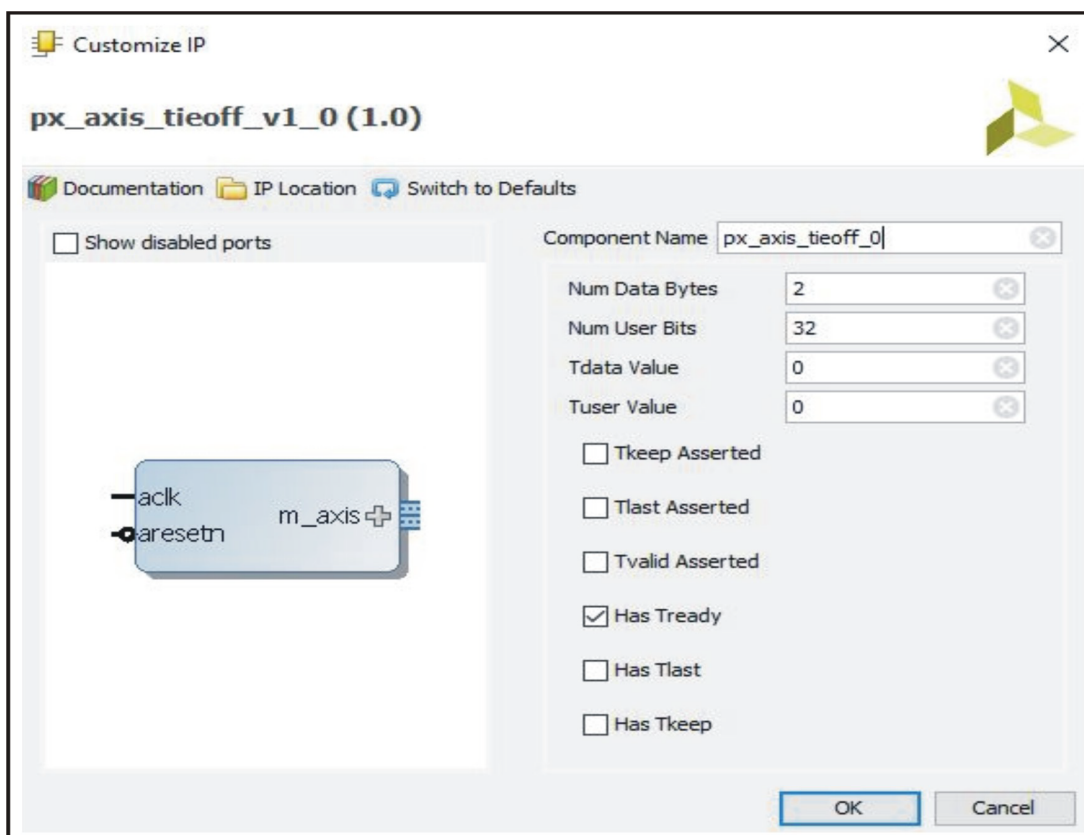 Customize IP
px_axis_tieoff_v1_0 (1.0)
Documentation IP Location Switch to Defaults
Show disabled ports
aclk
aresetn
m_axis
Component Name px_axis_tieoff_0
Num Data Bytes 2
Num User Bits 32
Tdata Value 0
Tuser Value 0
Tkeep Asserted
Tlast Asserted
Tvalid Asserted
Has Tready
Has Tlast
Has Tkeep
OK Cancel